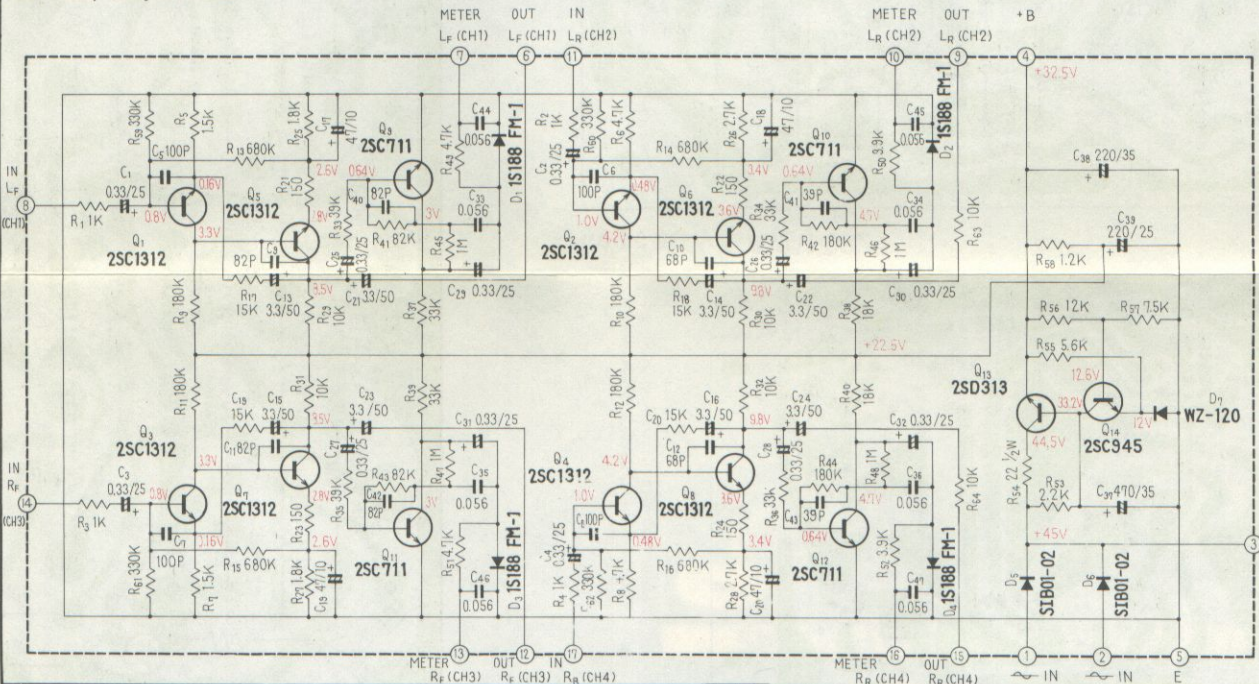 METER OUT IN METER OUT +B
L_F (CH1) L_F (CH1) L_R (CH2) L_R (CH2) L_R (CH2)
7 6 11 10 9 4
+32.5V
R59 330K
R5 1.5K
R25 1.8K
C17 47/10
Q9
2SC711
R43 4.7K
C44
0.056
D1 1S188 FM-1
R2 1K
R60 330K
R6 4.7K
R26 2.7K
C18 47/10
Q10
2SC711
R50 3.9K
C45
0.056
D2 1S188 FM-1
C38 220/35
C5 100P
R13 680K
2.6V
0.64V
C2 0.33/25
C6
100P
R14 680K
3.4V
0.64V
IN
L_F
8
(CH1)
C1
0.33/25
R1 1K
0.8V
0.16V
Q5
2SC1312
R21 150
R33 39K
C40
82P
R41 82K
3V
C33
0.056
0.48V
1.0V
Q6
2SC1312
R22 150
R34 33K
C41
39P
R42 180K
4.7V
C34
0.056
R63 10K
C39
220/25
R58 1.2K
Q1
2SC1312
3.3V
C9
82P
C25 0.33/25
R45 1M
Q2
2SC1312
4.2V
3.6V
C10
68P
C26 0.33/25
R46 1M
R17
15K
C13
3.3/50
3.5V
C21 3.3/50
C29 0.33/25
R18
15K
C14
3.3/50
9.8V
C22
3.3/50
C30 0.33/25
R9 180K
R29 10K
R37 33K
R10 180K
R30 10K
R38 18K
R56 12K
R57 7.5K
R55 5.6K
+22.5V
R11 180K
R31 10K
R39 33K
R12 180K
R32 10K
R40 18K
Q13
2SD313
12.6V
33.2V
12V
D7
WZ-120
Q14
2SC945
44.5V
C15
3.3/50
15K
C23
3.3/50
3.5V
C31 0.33/25
C20 15K
C16
3.3/50
9.8V
C24
3.3/50
C32 0.33/25
Q3
2SC1312
3.3V
C11 82P
C27 0.33/25
R47 1M
C35
0.056
Q4
2SC1312
4.2V
C12
68P
C28 0.33/25
R44
180K
R48 1M
C36
0.056
R64 10K
R54 22 1/2W
R53
2.2K
C37 470/35
IN
R_F
14
(CH3)
C3
0.33/25
R3 1K
0.8V
Q7
2SC1312
2.8V
R35 39K
R43 82K
C42
82P
3V
1.0V
Q8
2SC1312
3.6V
R36 33K
C43
39P
4.7V
C7
100P
0.16V
R23 150
2.6V
Q11
2SC711
R51 4.7K
D3 1S188 FM-1
C8 100P
C4 0.33/25
0.48V
R24 150
3.4V
0.64V
Q12
2SC711
R52 3.9K
D4 1S188 FM-1
+45V
3
R61 330K
R7 1.5K
R15 680K
R27 1.8K
C19 47/10
C46
0.056
R4 1K
R62 330K
R8 4.7K
R16 680K
R28 2.7K
C20 47/10
C47
0.056
D5
SIB01-02
D6
SIB01-02
13 12 17 16 15 1 2 5
METER OUT IN METER OUT ~ IN ~ IN E
R_F (CH3) R_F (CH3) R_B (CH4) R_R (CH4) R_R (CH4)